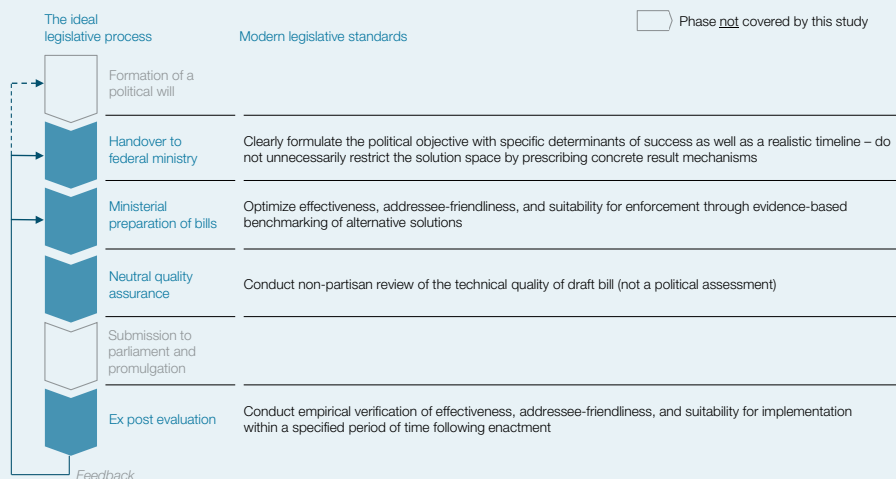 The ideal
legislative process
Modern legislative standards
Phase not covered by this study
Formation of a
political will
Handover to
federal ministry
Clearly formulate the political objective with specific determinants of success as well as a realistic timeline – do
not unnecessarily restrict the solution space by prescribing concrete result mechanisms
Ministerial
preparation of bills
Optimize effectiveness, addressee-friendliness, and suitability for enforcement through evidence-based
benchmarking of alternative solutions
Neutral quality
assurance
Conduct non-partisan review of the technical quality of draft bill (not a political assessment)
Submission to
parliament and
promulgation
Ex post evaluation
Conduct empirical verification of effectiveness, addressee-friendliness, and suitability for implementation
within a specified period of time following enactment
Feedback